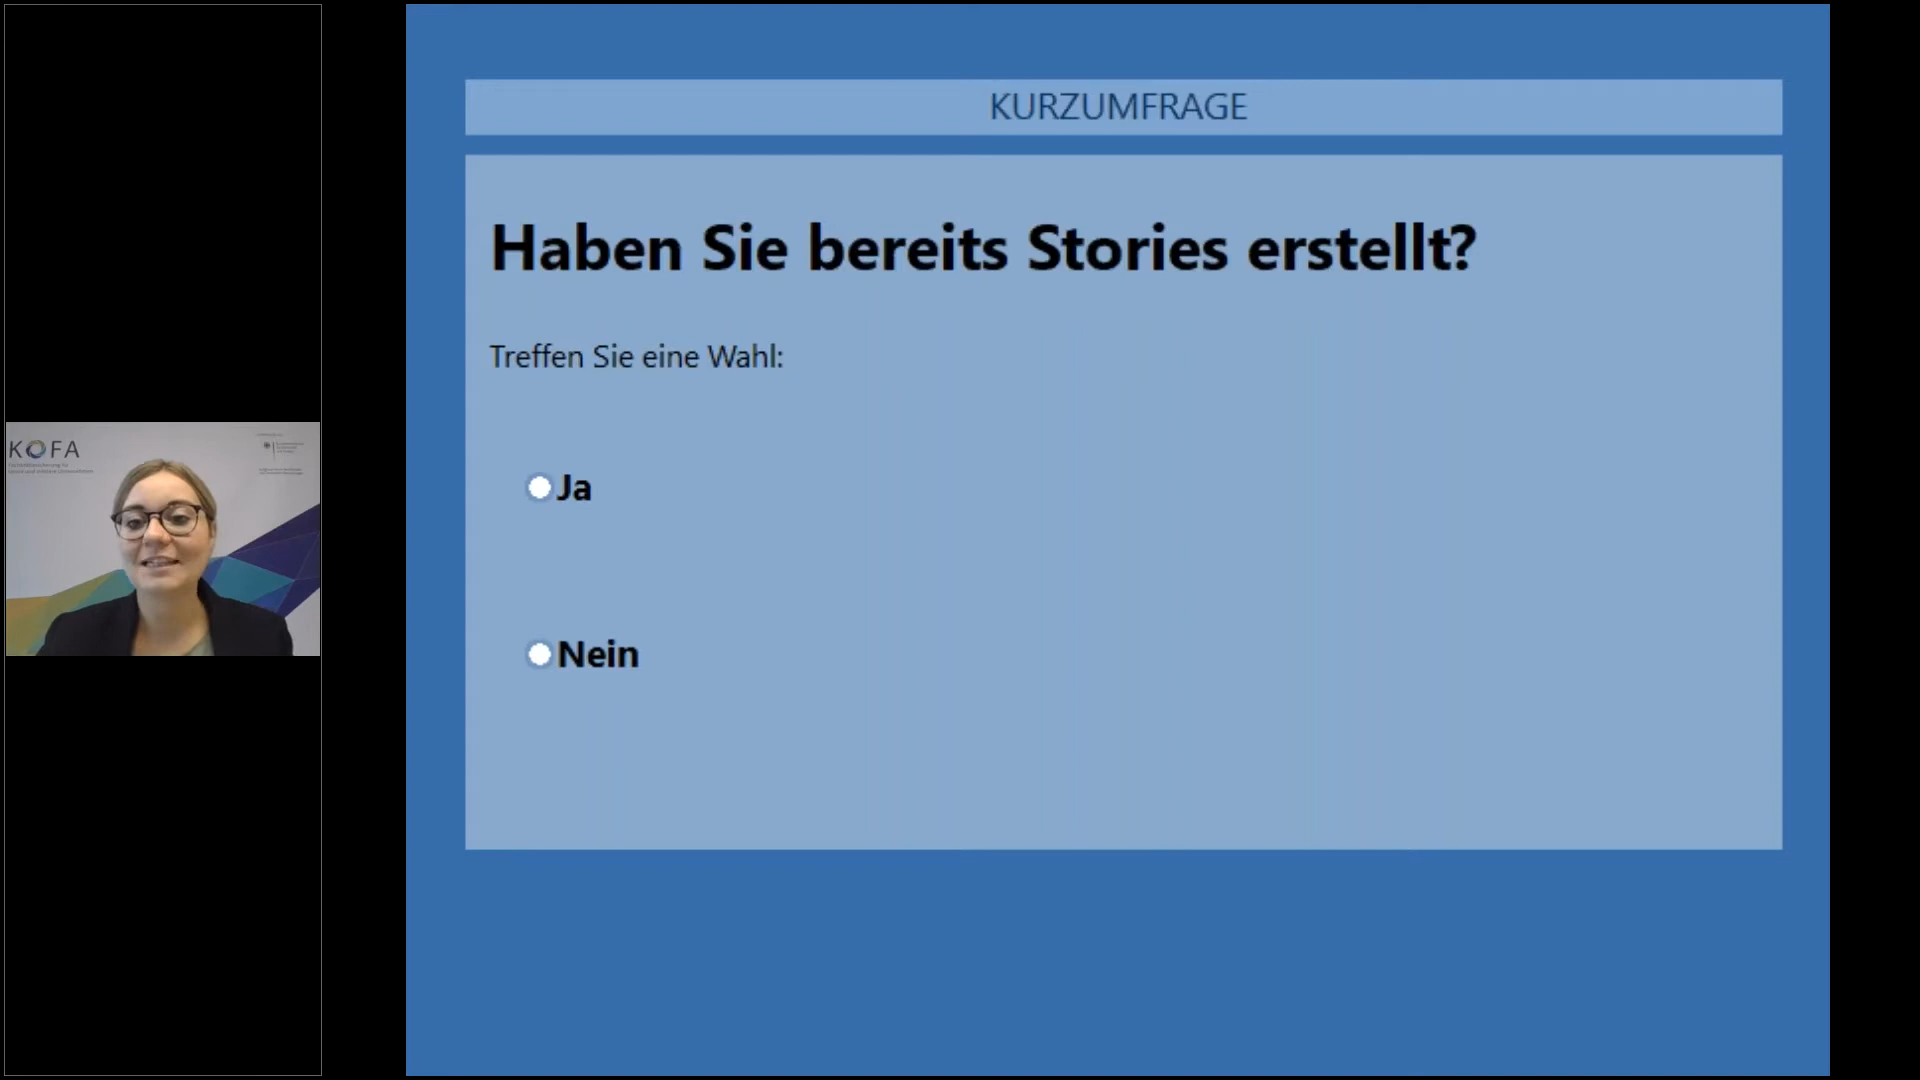 KURZUMFRAGE
Haben Sie bereits Stories erstellt?
Treffen Sie eine Wahl:
Ja
Nein
KOFA